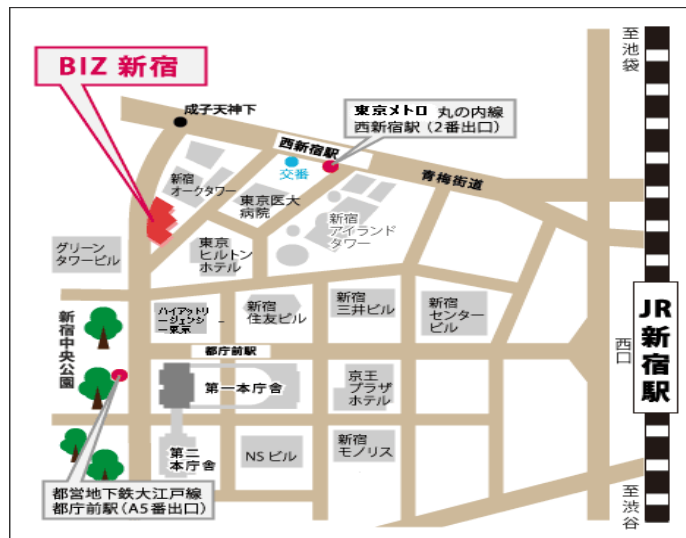 至池袋
BIZ 新宿
成子天神下
東京メトロ 丸の内線
西新宿駅（2番出口）
西新宿駅
交番
青梅街道
新宿
オークタワー
東京医大
病院
新宿
アイランド
タワー
グリーン
タワービル
東京
ヒルトン
ホテル
新宿中央公園
ハイアットリ
ージェンシ
ー東京
新宿
住友ビル
新宿
三井ビル
新宿
センター
ビル
JR新宿駅
西口
都庁前駅
第一本庁舎
京王
プラザ
ホテル
第二
本庁舎
NSビル
新宿
モノリス
都営地下鉄大江戸線
都庁前駅（A5番出口）
至渋谷